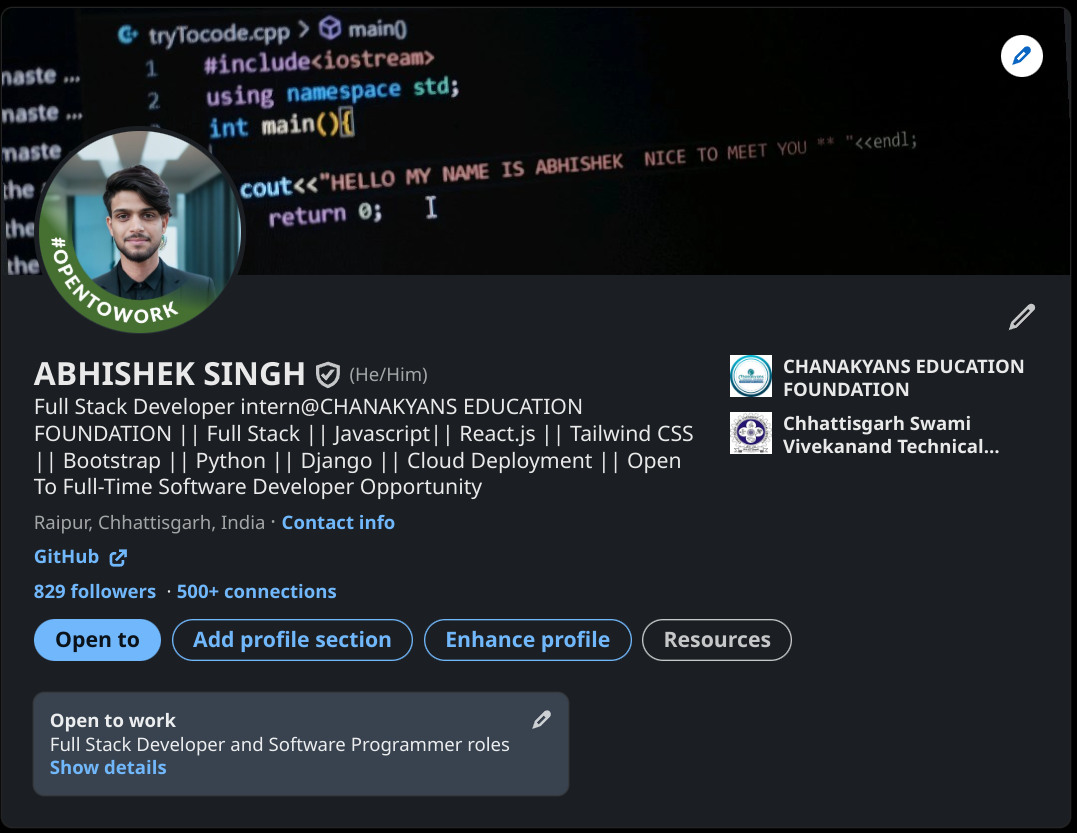 tryTocode.cpp > main()
naste ...
1 #include<iostream>
2 using namespace std;
naste ...
int main(){
naste
cout<<"HELLO MY NAME IS ABHISHEK NICE TO MEET YOU ** "<<endl;
the
return 0;
the
the
#OPENTOWORK
ABHISHEK SINGH (He/Him)
Full Stack Developer intern@CHANAKYANS EDUCATION
FOUNDATION || Full Stack || Javascript|| React.js || Tailwind CSS
|| Bootstrap || Python || Django || Cloud Deployment || Open
To Full-Time Software Developer Opportunity
Raipur, Chhattisgarh, India · Contact info
GitHub
829 followers · 500+ connections
CHANAKYANS EDUCATION
FOUNDATION
Chhattisgarh Swami
Vivekanand Technical...
Open to
Add profile section
Enhance profile
Resources
Open to work
Full Stack Developer and Software Programmer roles
Show details